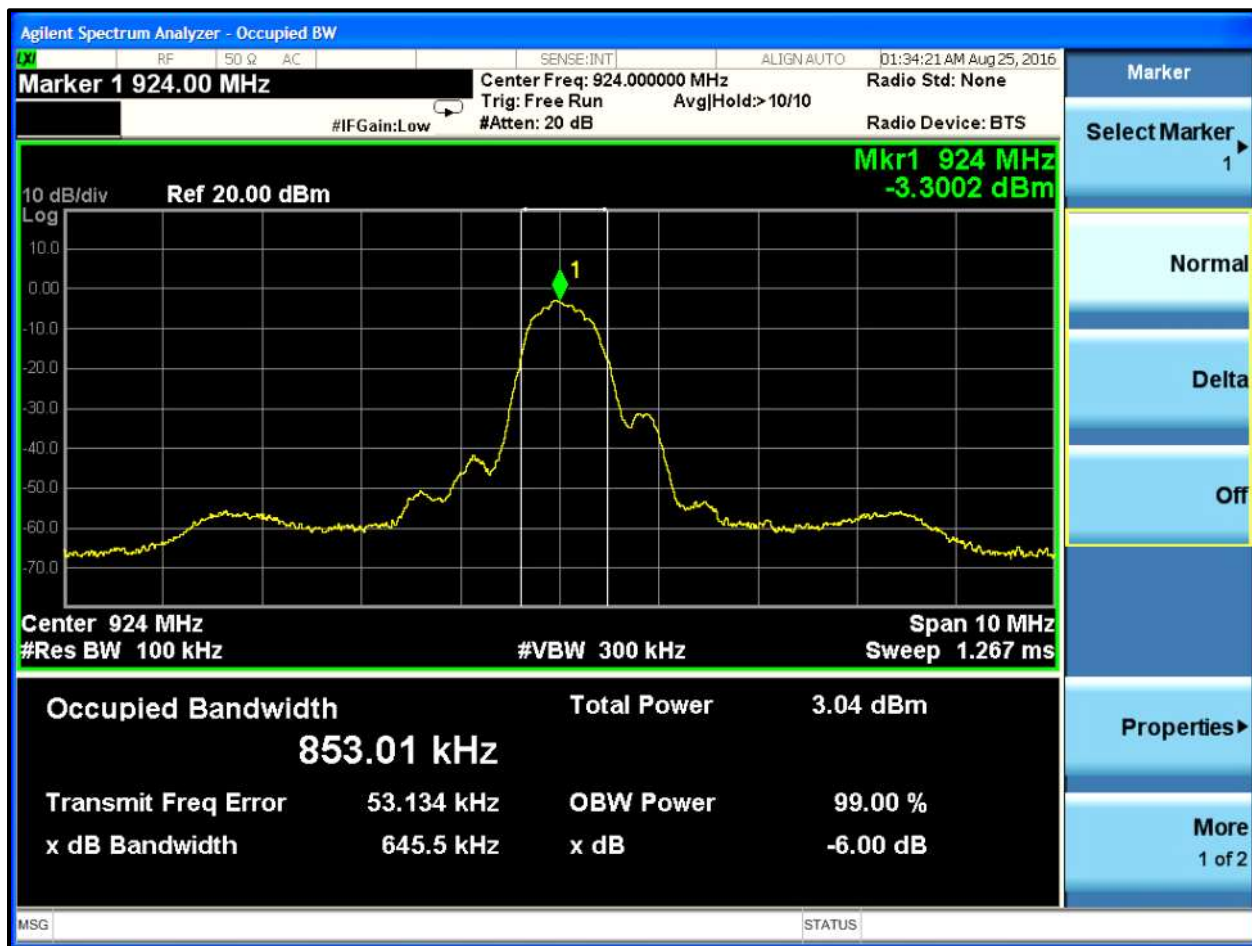 Agilent Spectrum Analyzer - Occupied BW
LXI RF 50 Ω AC SENSE:INT ALIGN AUTO 01:34:21 AM Aug 25, 2016
Marker 1 924.00 MHz
Center Freq: 924.000000 MHz
Radio Std: None
Trig: Free Run Avg|Hold:> 10/10
#IFGain:Low
#Atten: 20 dB
Radio Device: BTS
Mkr1 924 MHz
-3.3002 dBm
10 dB/div Ref 20.00 dBm
Log
10.0
0.00
-10.0
-20.0
-30.0
-40.0
-50.0
-60.0
-70.0
1
Center 924 MHz Span 10 MHz
#Res BW 100 kHz #VBW 300 kHz Sweep 1.267 ms
Occupied Bandwidth Total Power 3.04 dBm
853.01 kHz
Transmit Freq Error 53.134 kHz OBW Power 99.00 %
x dB Bandwidth 645.5 kHz x dB -6.00 dB
MSG STATUS
Marker
Select Marker
1
Normal
Delta
Off
Properties
More
1 of 2